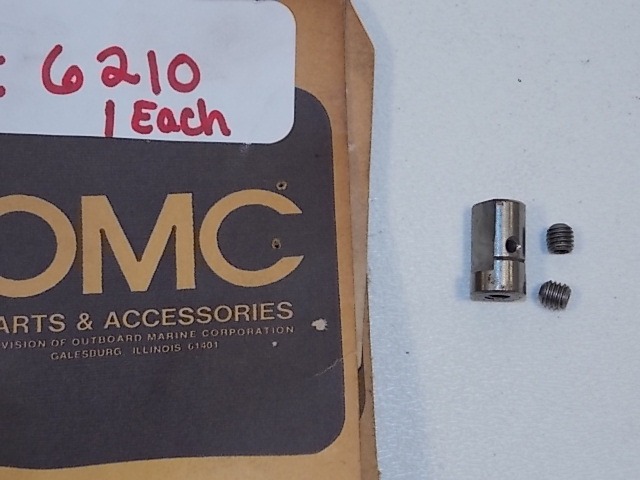 : 6210
1 Each
OMC
ARTS & ACCESSORIES
VISION OF OUTBOARD MARINE CORPORATION
GALESBURG, ILLINOIS 61401